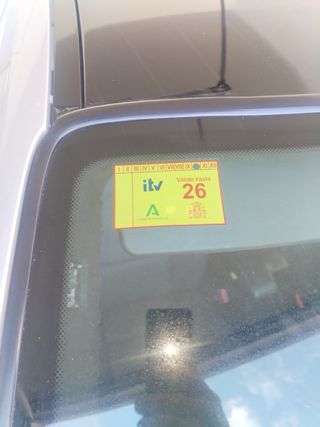 I II III IV V VI VII VIII IX XI XII
itv
Válido hasta
26
A